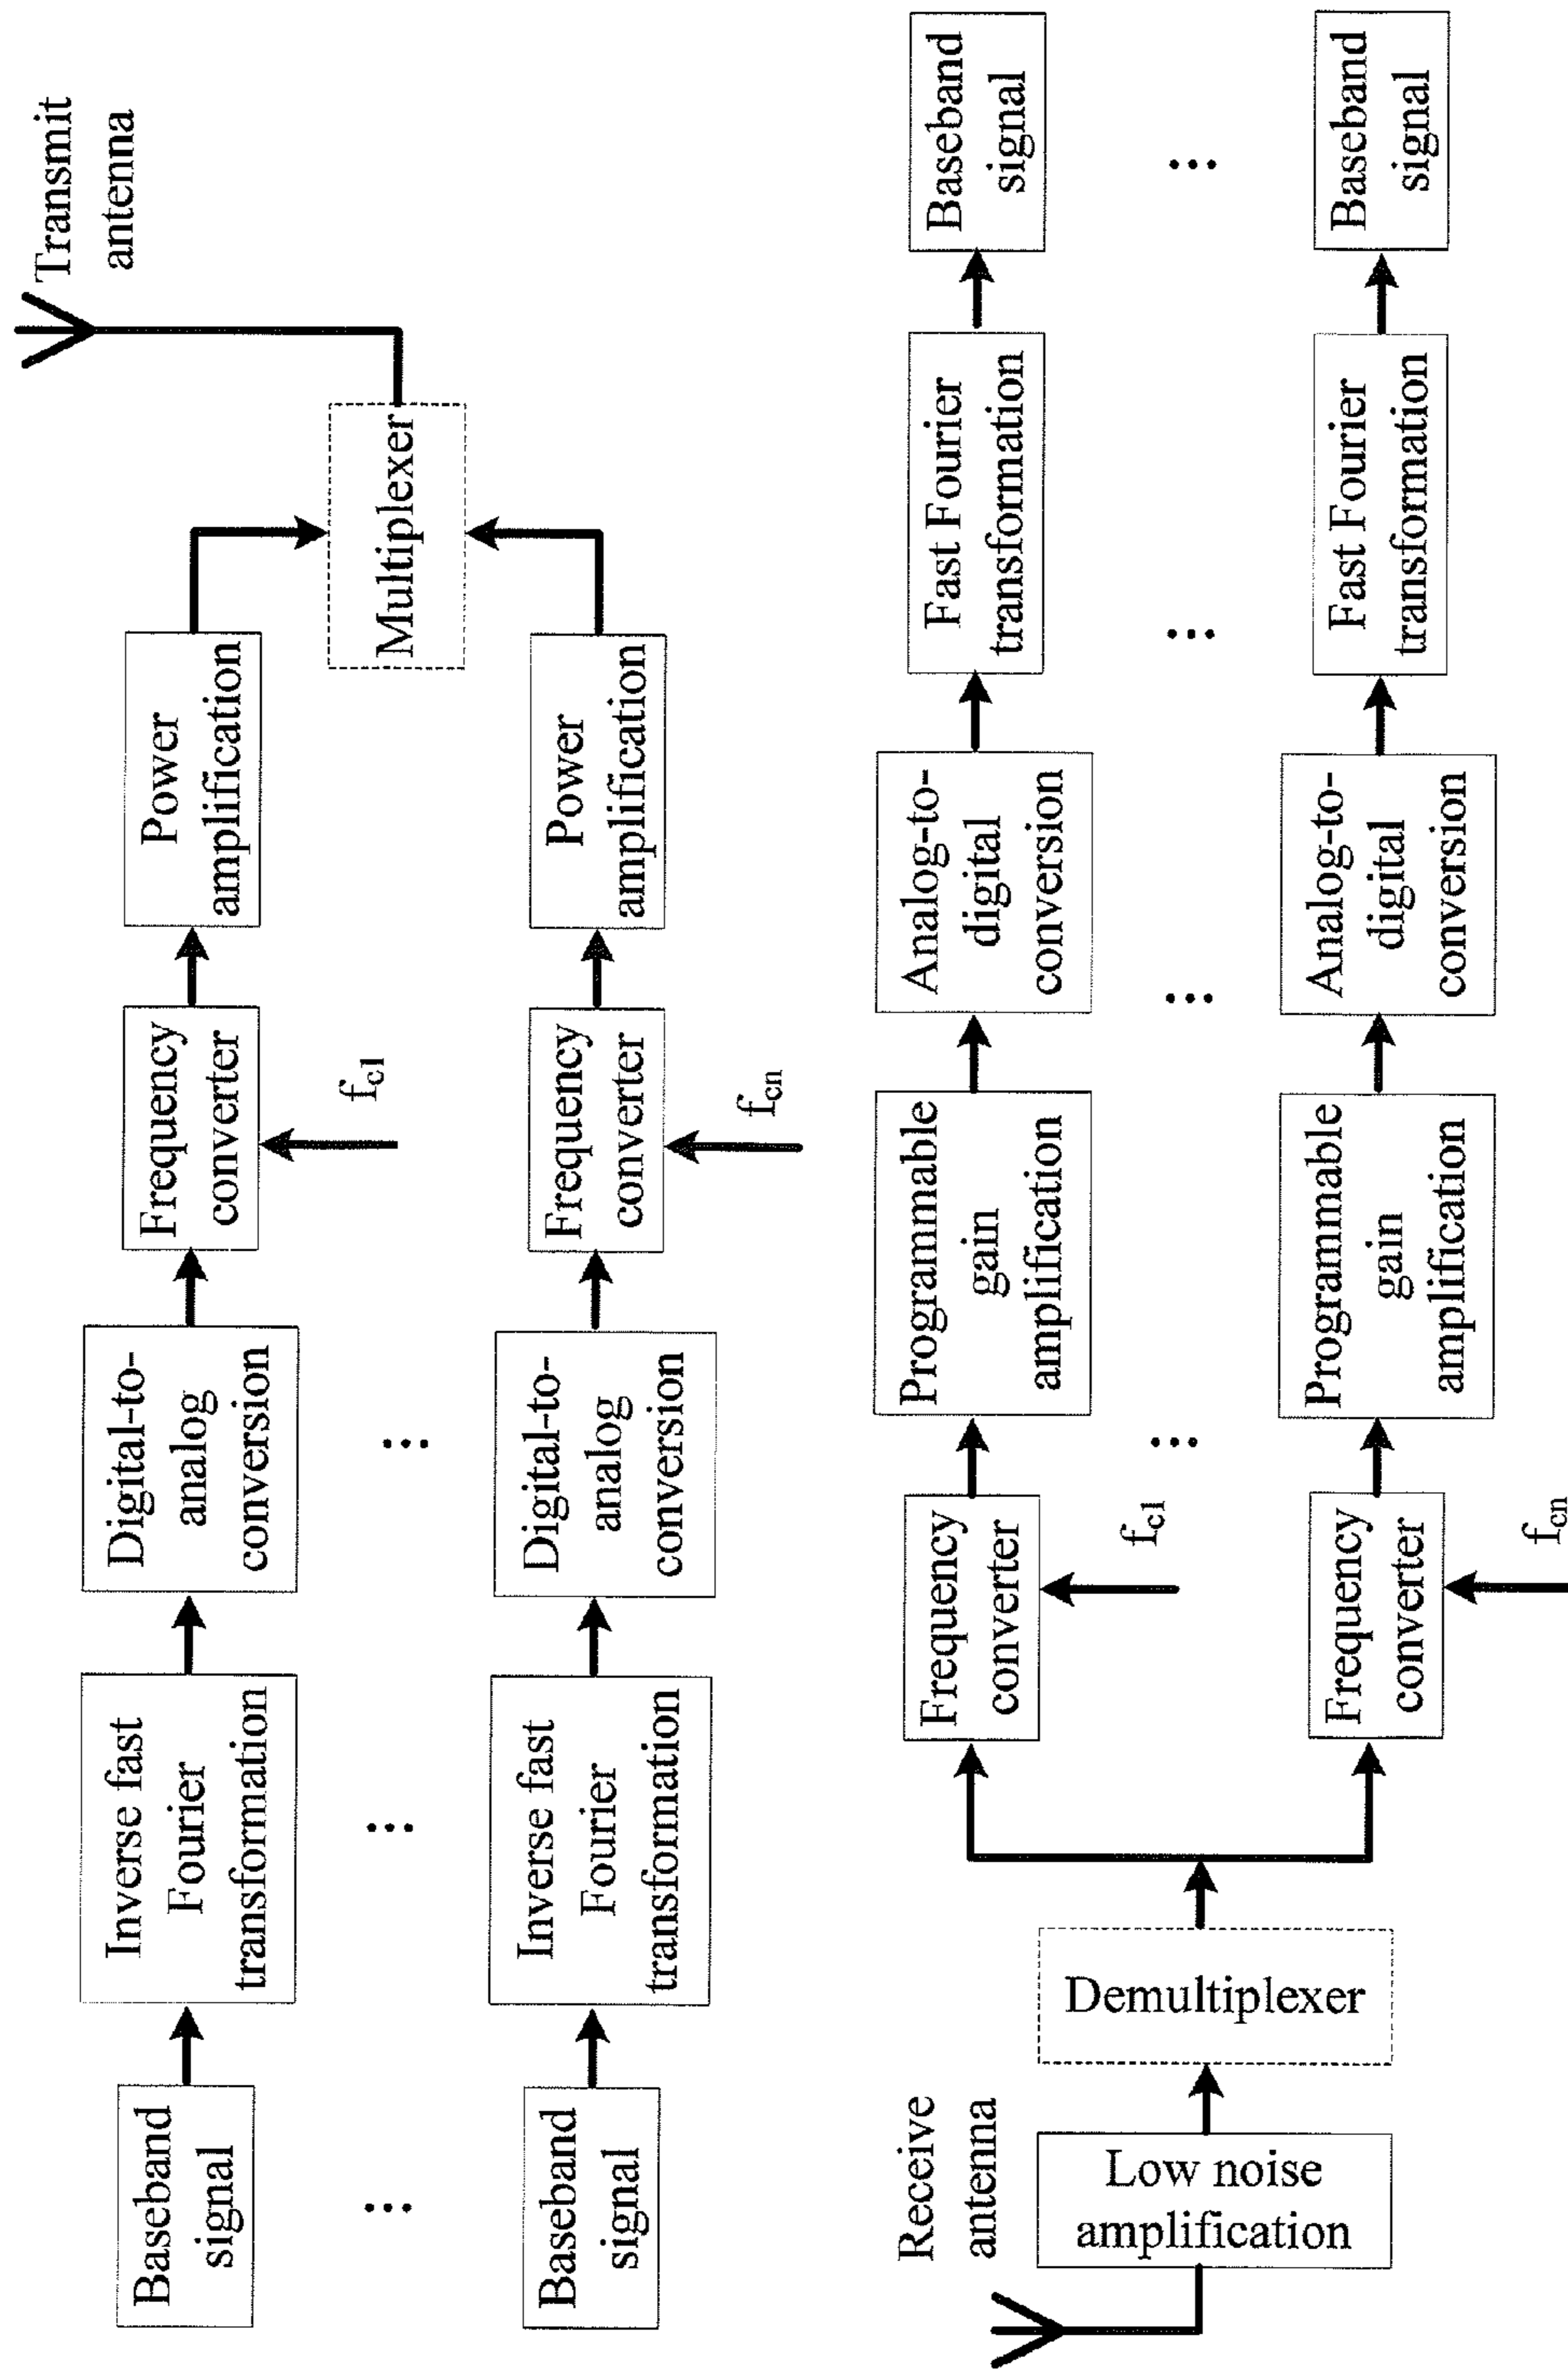 Transmit
antenna
Baseband
signal
Inverse fast
Fourier
transformation
Digital-to-
analog
conversion
Frequency
converter
Power
amplification
f_c1
Multiplexer
...
...
...
Baseband
signal
Inverse fast
Fourier
transformation
Digital-to-
analog
conversion
Frequency
converter
Power
amplification
f_cn
Receive
antenna
Low noise
amplification
Demultiplexer
Frequency
converter
Programmable
gain
amplification
Analog-to-
digital
conversion
Fast Fourier
transformation
Baseband
signal
f_c1
...
...
...
...
Frequency
converter
Programmable
gain
amplification
Analog-to-
digital
conversion
Fast Fourier
transformation
Baseband
signal
f_cn